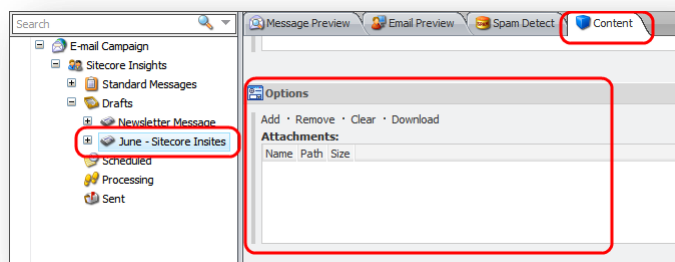 Search
E-mail Campaign
Sitecore Insights
Standard Messages
Drafts
Newsletter Message
June - Sitecore Insites
Scheduled
Processing
Sent
Message Preview Email Preview Spam Detect Content
Options
Add · Remove · Clear · Download
Attachments:
Name Path Size